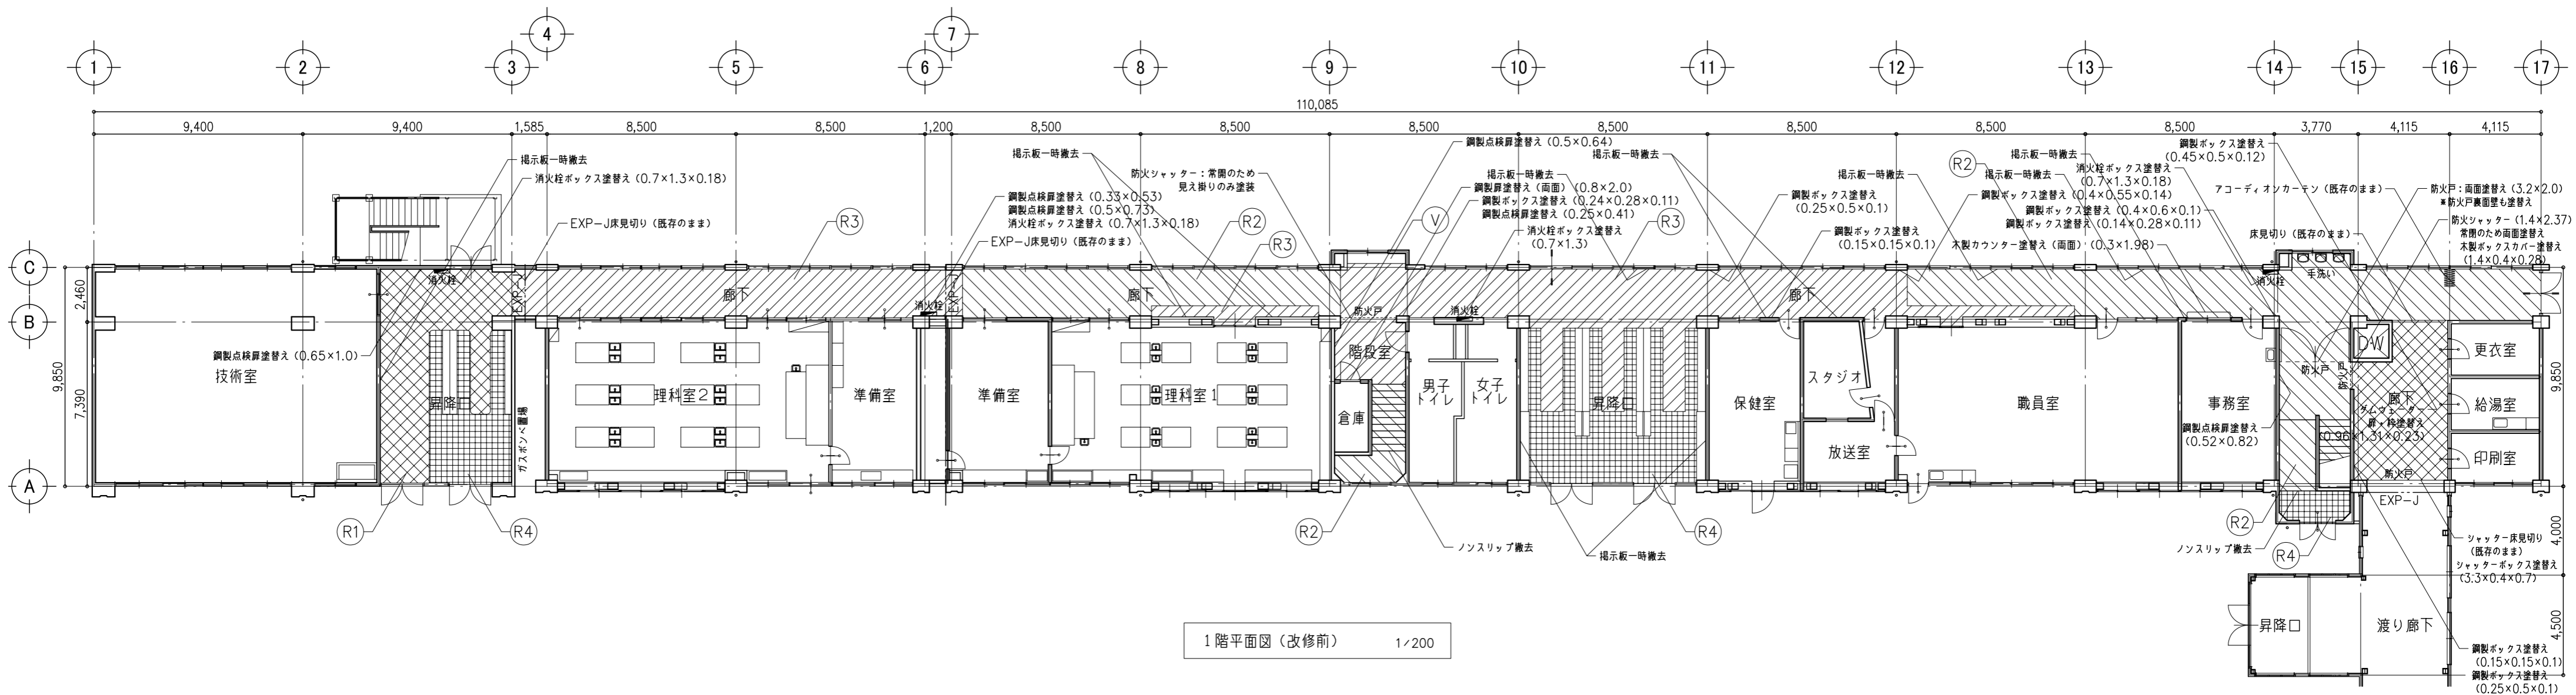 4
7
1
2
3
5
6
8
9
10
11
12
13
14
15
16
17
110,085
9,400
9,400
1,585
8,500
8,500
1,200
8,500
8,500
8,500
8,500
8,500
8,500
8,500
3,770
4,115
4,115
掲示板一時撤去
消火栓ボックス塗替え (0.7×1.3×0.18)
EXP-J床見切り (既存のまま)
R3
鋼製点検扉塗替え (0.33×0.53)
鋼製点検扉塗替え (0.5×0.73)
消火栓ボックス塗替え (0.7×1.3×0.18)
EXP-J床見切り (既存のまま)
掲示板一時撤去
防火シャッター:常開のため
見え掛りのみ塗装
R2
R3
鋼製点検扉塗替え (0.5×0.64)
掲示板一時撤去
掲示板一時撤去
鋼製扉塗替え (両面) (0.8×2.0)
鋼製ボックス塗替え (0.24×0.28×0.11)
鋼製点検扉塗替え (0.25×0.41)
V
R3
消火栓ボックス塗替え
(0.7×1.3)
掲示板一時撤去
鋼製ボックス塗替え
(0.25×0.5×0.1)
鋼製ボックス塗替え
(0.15×0.15×0.1)
R2
掲示板一時撤去
掲示板一時撤去
消火栓ボックス塗替え
(0.7×1.3×0.18)
鋼製ボックス塗替え
(0.4×0.55×0.14)
鋼製ボックス塗替え (0.4×0.6×0.1)
鋼製ボックス塗替え (0.14×0.28×0.11)
木製カウンター塗替え (両面) (0.3×1.98)
鋼製ボックス塗替え
(0.45×0.5×0.12)
アコーディオンカーテン (既存のまま)
床見切り (既存のまま)
防火戸:両面塗替え (3.2×2.0)
※防火戸裏面壁も塗替え
防火シャッター (1.4×2.37)
常開のため両面塗替え
木製ボックスカバー塗替え
(1.4×0.4×0.28)
C
B
A
2,460
7,390
9,850
9,850
4,000
4,500
消火栓
EXP-J
廊下
消火栓
EXP-J
廊下
防火戸
消火栓
廊下
消火栓
手洗い
鋼製点検扉塗替え (0.65×1.0)
技術室
昇降口
ガスボンベ置場
理科室2
準備室
準備室
理科室1
階段室
倉庫
男子
トイレ
女子
トイレ
昇降口
保健室
スタジオ
放送室
職員室
事務室
鋼製点検扉塗替え
(0.52×0.82)
防火戸
防火戸
DW
廊下
ダムウェーダー
扉・枠塗替え
(0.96×1.31×0.23)
防火戸
更衣室
給湯室
印刷室
EXP-J
R1
R4
R2
ノンスリップ撤去
掲示板一時撤去
R4
R2
ノンスリップ撤去
R4
シャッター床見切り
(既存のまま)
シャッターボックス塗替え
(3.3×0.4×0.7)
昇降口
渡り廊下
鋼製ボックス塗替え
(0.15×0.15×0.1)
鋼製ボックス塗替え
(0.25×0.5×0.1)
1階平面図 (改修前) 1/200